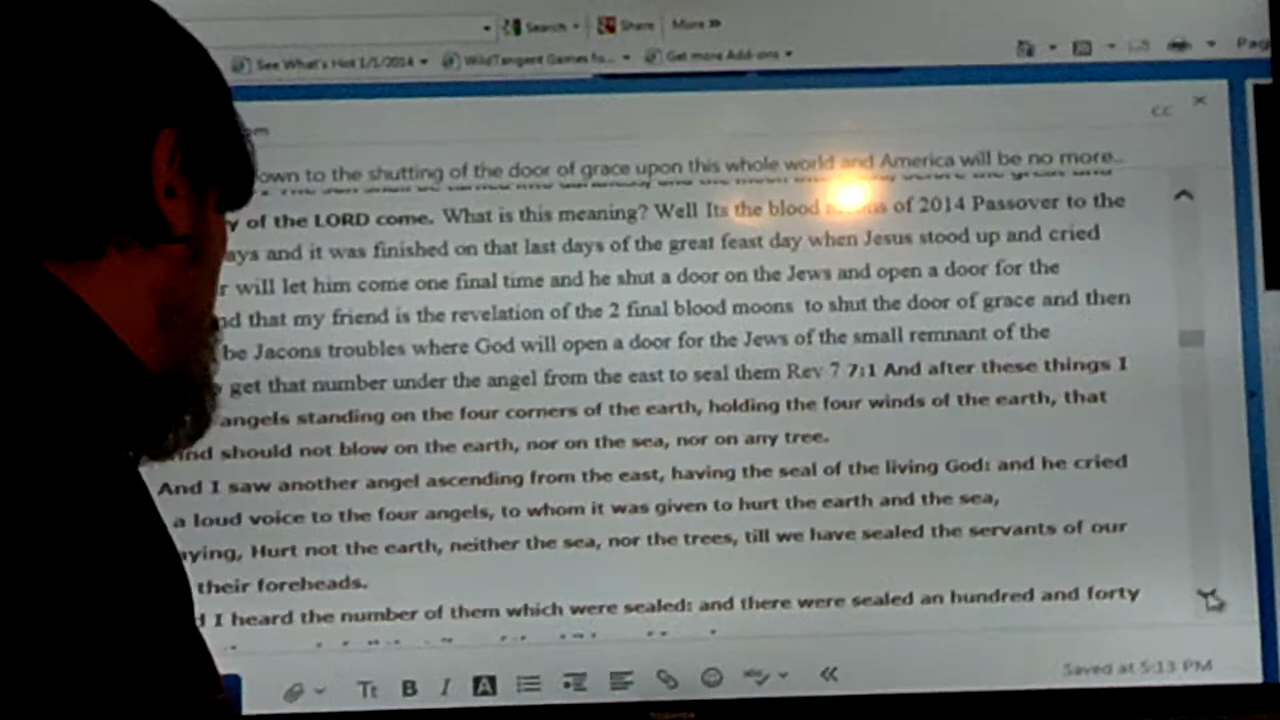 Search Share More »
See What's Hot 1/1/2014 WildTangent Games fo... Get more Add-ons
Pag
om
CC ×
own to the shutting of the door of grace upon this whole world and America will be no more..
y of the LORD come. What is this meaning? Well Its the blood of 2014 Passover to the
ays and it was finished on that last days of the great feast day when Jesus stood up and cried
r will let him come one final time and he shut a door on the Jews and open a door for the
nd that my friend is the revelation of the 2 final blood moons to shut the door of grace and then
be Jacons troubles where God will open a door for the Jews of the small remnant of the
get that number under the angel from the east to seal them Rev 7 7:1 And after these things I
angels standing on the four corners of the earth, holding the four winds of the earth, that
ind should not blow on the earth, nor on the sea, nor on any tree.
And I saw another angel ascending from the east, having the seal of the living God: and he cried
a loud voice to the four angels, to whom it was given to hurt the earth and the sea,
ying, Hurt not the earth, neither the sea, nor the trees, till we have sealed the servants of our
their foreheads.
d I heard the number of them which were sealed: and there were sealed an hundred and forty
Tt B I A abc «
Saved at 5:13 PM
TOSHIBA